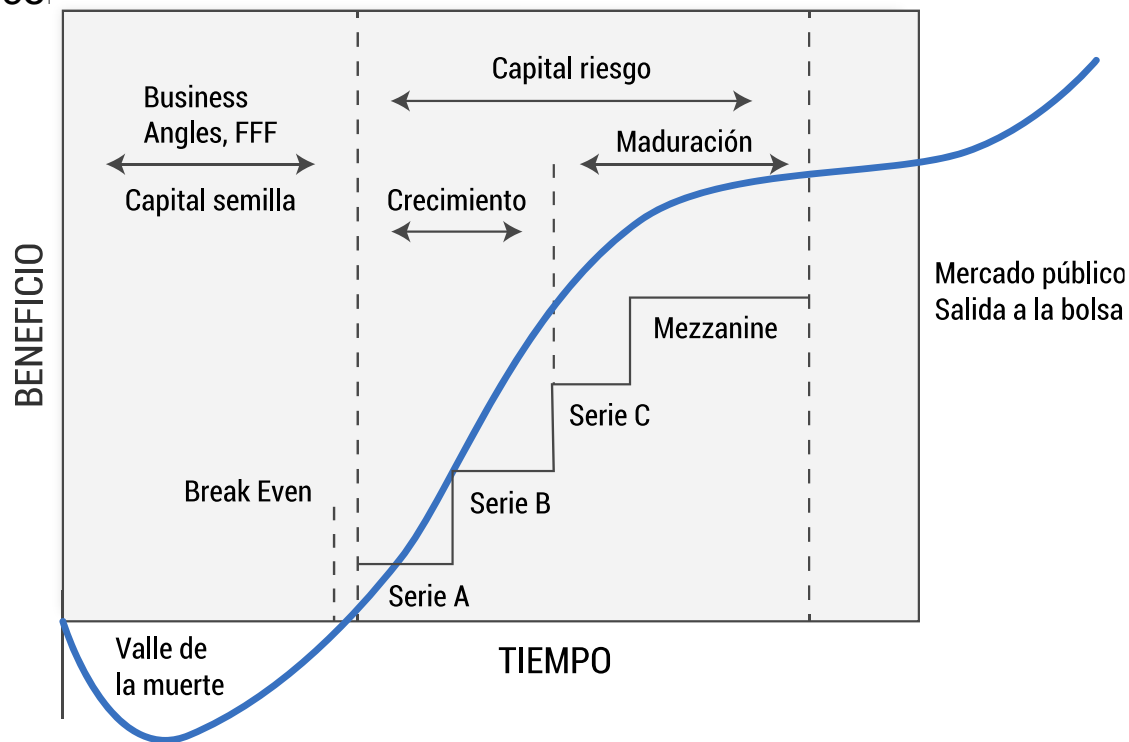 Capital riesgo
Business
Angles, FFF
Maduración
Capital semilla
Crecimiento
BENEFICIO
Mercado público
Salida a la bolsa
Mezzanine
Serie C
Break Even
Serie B
Serie A
Valle de
la muerte
TIEMPO